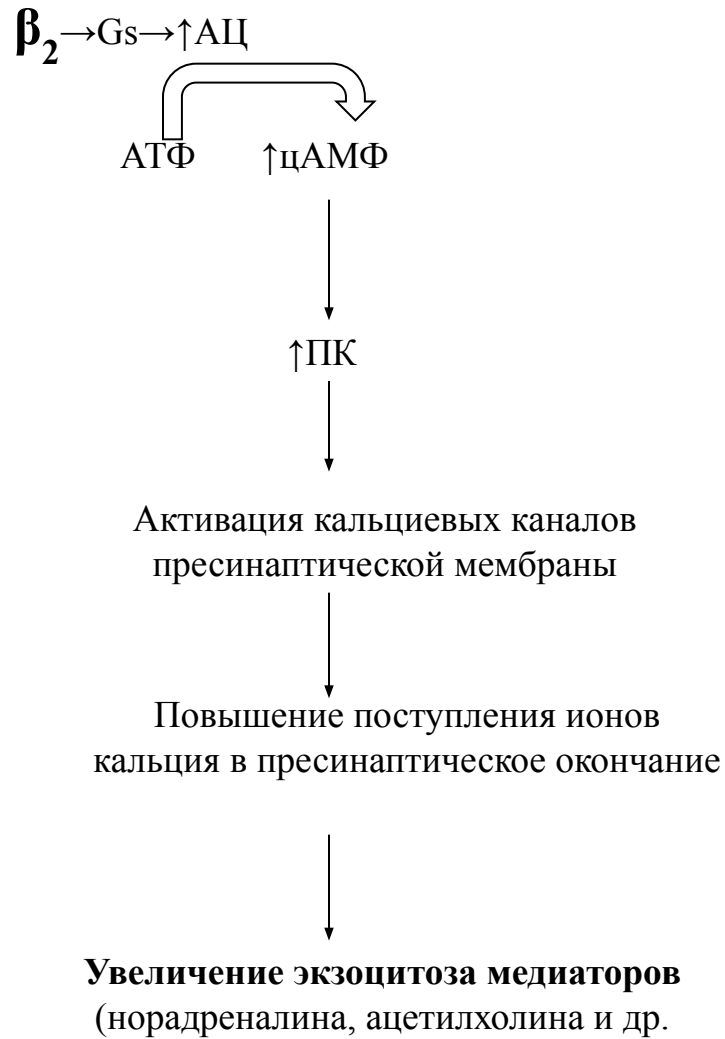 β₂→Gs→↑АЦ
АТФ ↑цАМФ
↑ПК
Активация кальциевых каналов
пресинаптической мембраны
Повышение поступления ионов
кальция в пресинаптическое окончание
Увеличение экзоцитоза медиаторов
(норадреналина, ацетилхолина и др.